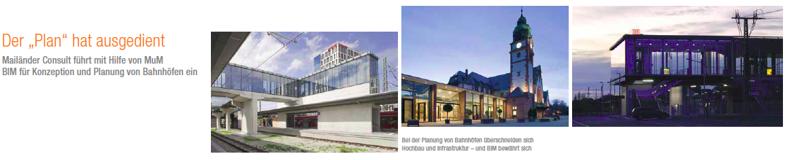 Der „Plan“ hat ausgedient
Mailänder Consult führt mit Hilfe von MuM
BIM für Konzeption und Planung von Bahnhöfen ein
Bei der Planung von Bahnhöfen überschneiden sich
Hochbau und Infrastruktur – und BIM bewährt sich